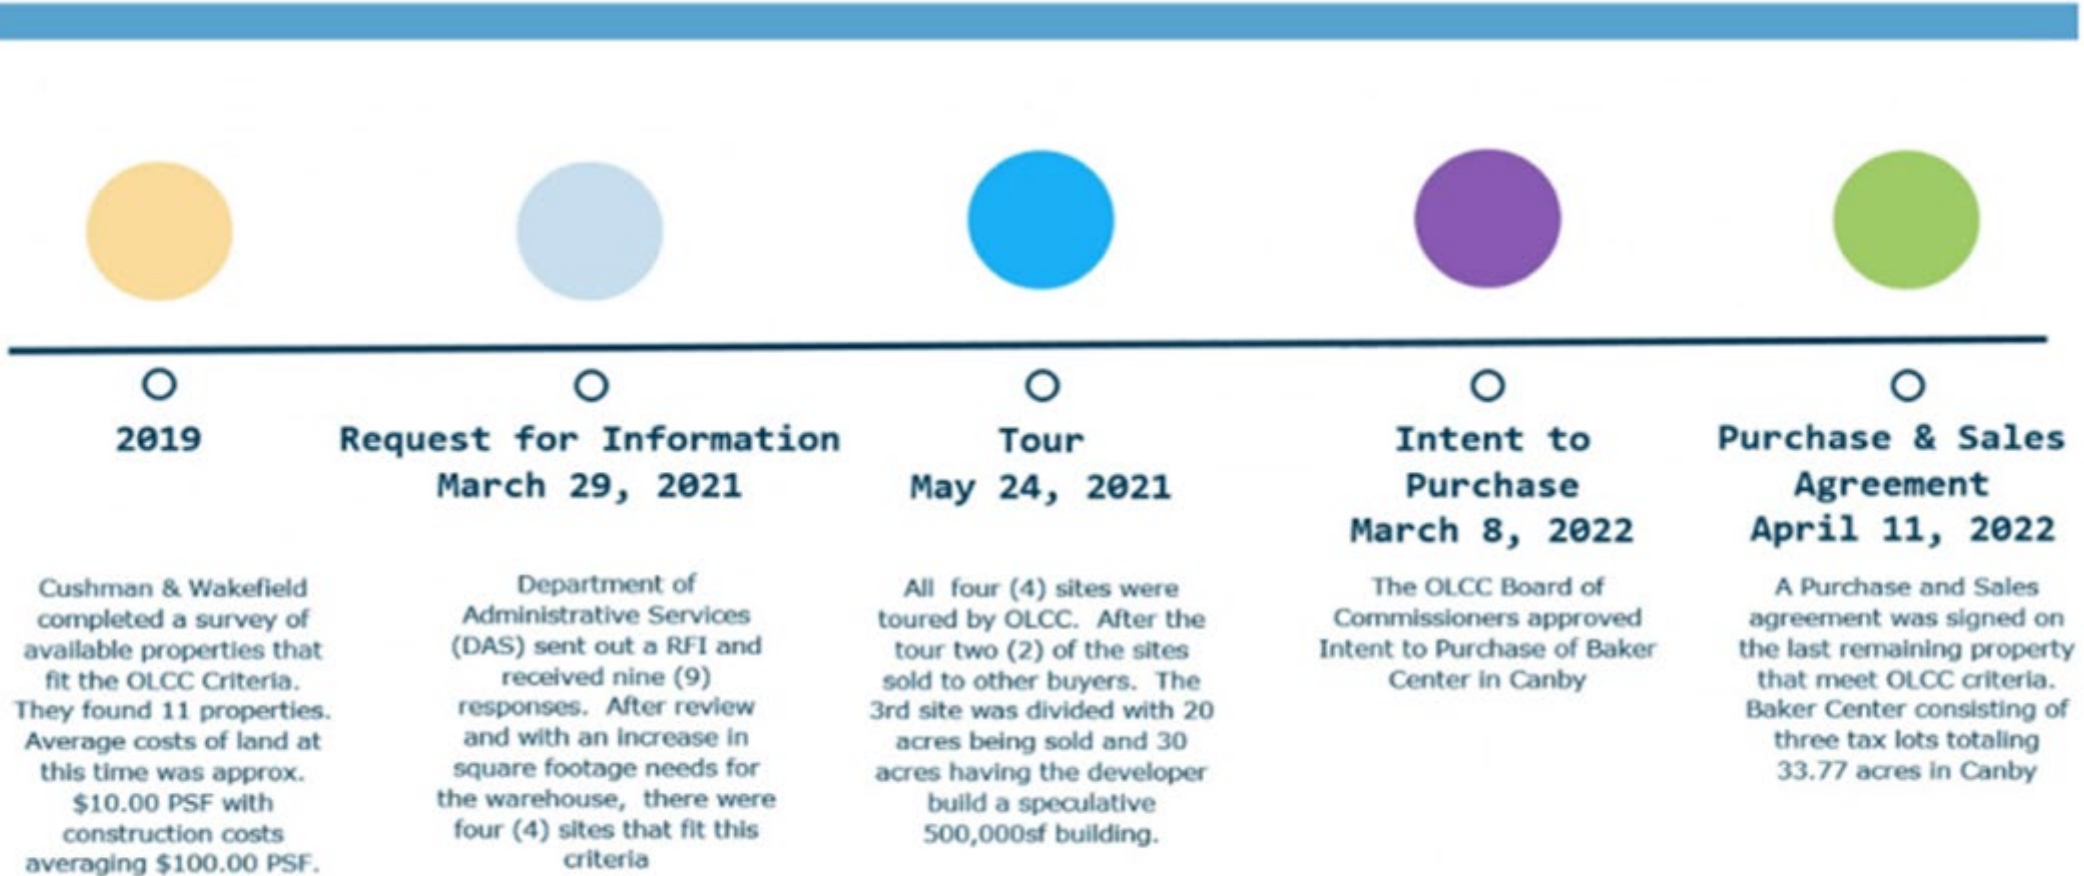 2019
Cushman & Wakefield
completed a survey of
available properties that
fit the OLCC Criteria.
They found 11 properties.
Average costs of land at
this time was approx.
$10.00 PSF with
construction costs
averaging $100.00 PSF.
Request for Information
March 29, 2021
Department of
Administrative Services
(DAS) sent out a RFI and
received nine (9)
responses. After review
and with an increase in
square footage needs for
the warehouse, there were
four (4) sites that fit this
criteria
Tour
May 24, 2021
All four (4) sites were
toured by OLCC. After the
tour two (2) of the sites
sold to other buyers. The
3rd site was divided with 20
acres being sold and 30
acres having the developer
build a speculative
500,000sf building.
Intent to
Purchase
March 8, 2022
The OLCC Board of
Commissioners approved
Intent to Purchase of Baker
Center in Canby
Purchase & Sales
Agreement
April 11, 2022
A Purchase and Sales
agreement was signed on
the last remaining property
that meet OLCC criteria.
Baker Center consisting of
three tax lots totaling
33.77 acres in Canby